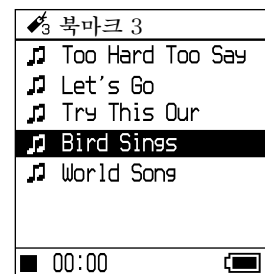 3 북마크 3
Too Hard Too Say
Let's Go
Try This Our
Bird Sings
World Song
00:00